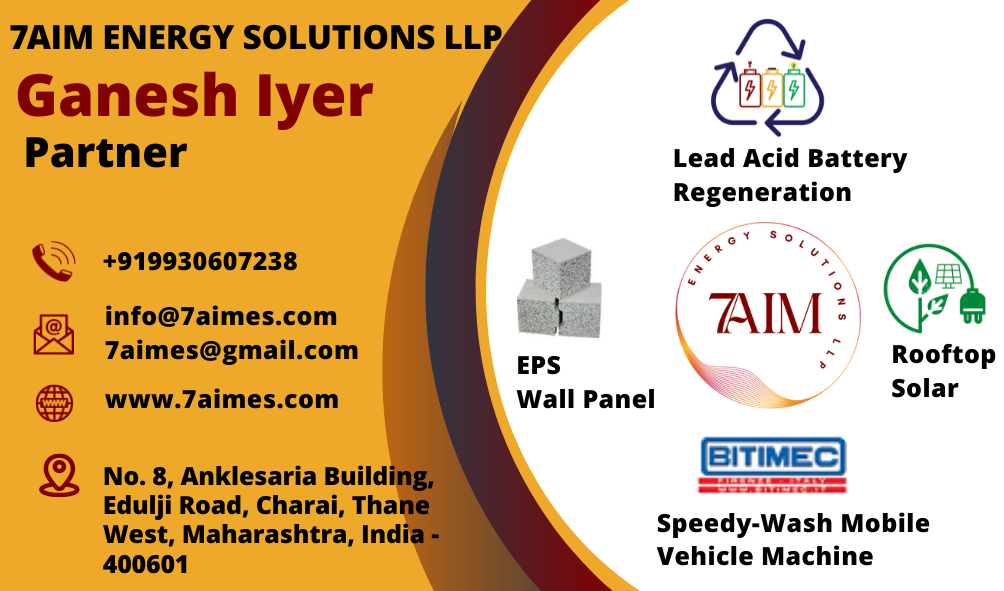 7AIM ENERGY SOLUTIONS LLP
Ganesh Iyer
Partner
+919930607238
info@7aimes.com
7aimes@gmail.com
www.7aimes.com
No. 8, Anklesaria Building,
Edulji Road, Charai, Thane
West, Maharashtra, India -
400601
Lead Acid Battery
Regeneration
EPS
Wall Panel
ENERGY SOLUTIONS LLP
7AIM
Rooftop
Solar
BITIMEC
FIRENZE - ITALY
WWW.BITIMEC.IT
Speedy-Wash Mobile
Vehicle Machine